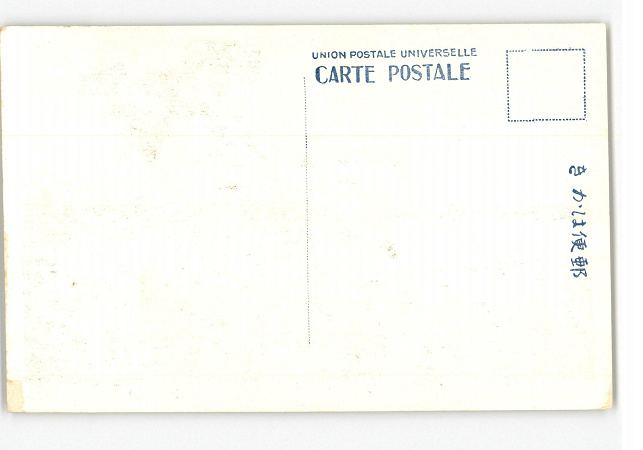 UNION POSTALE UNIVERSELLE
CARTE POSTALE
郵便はかき